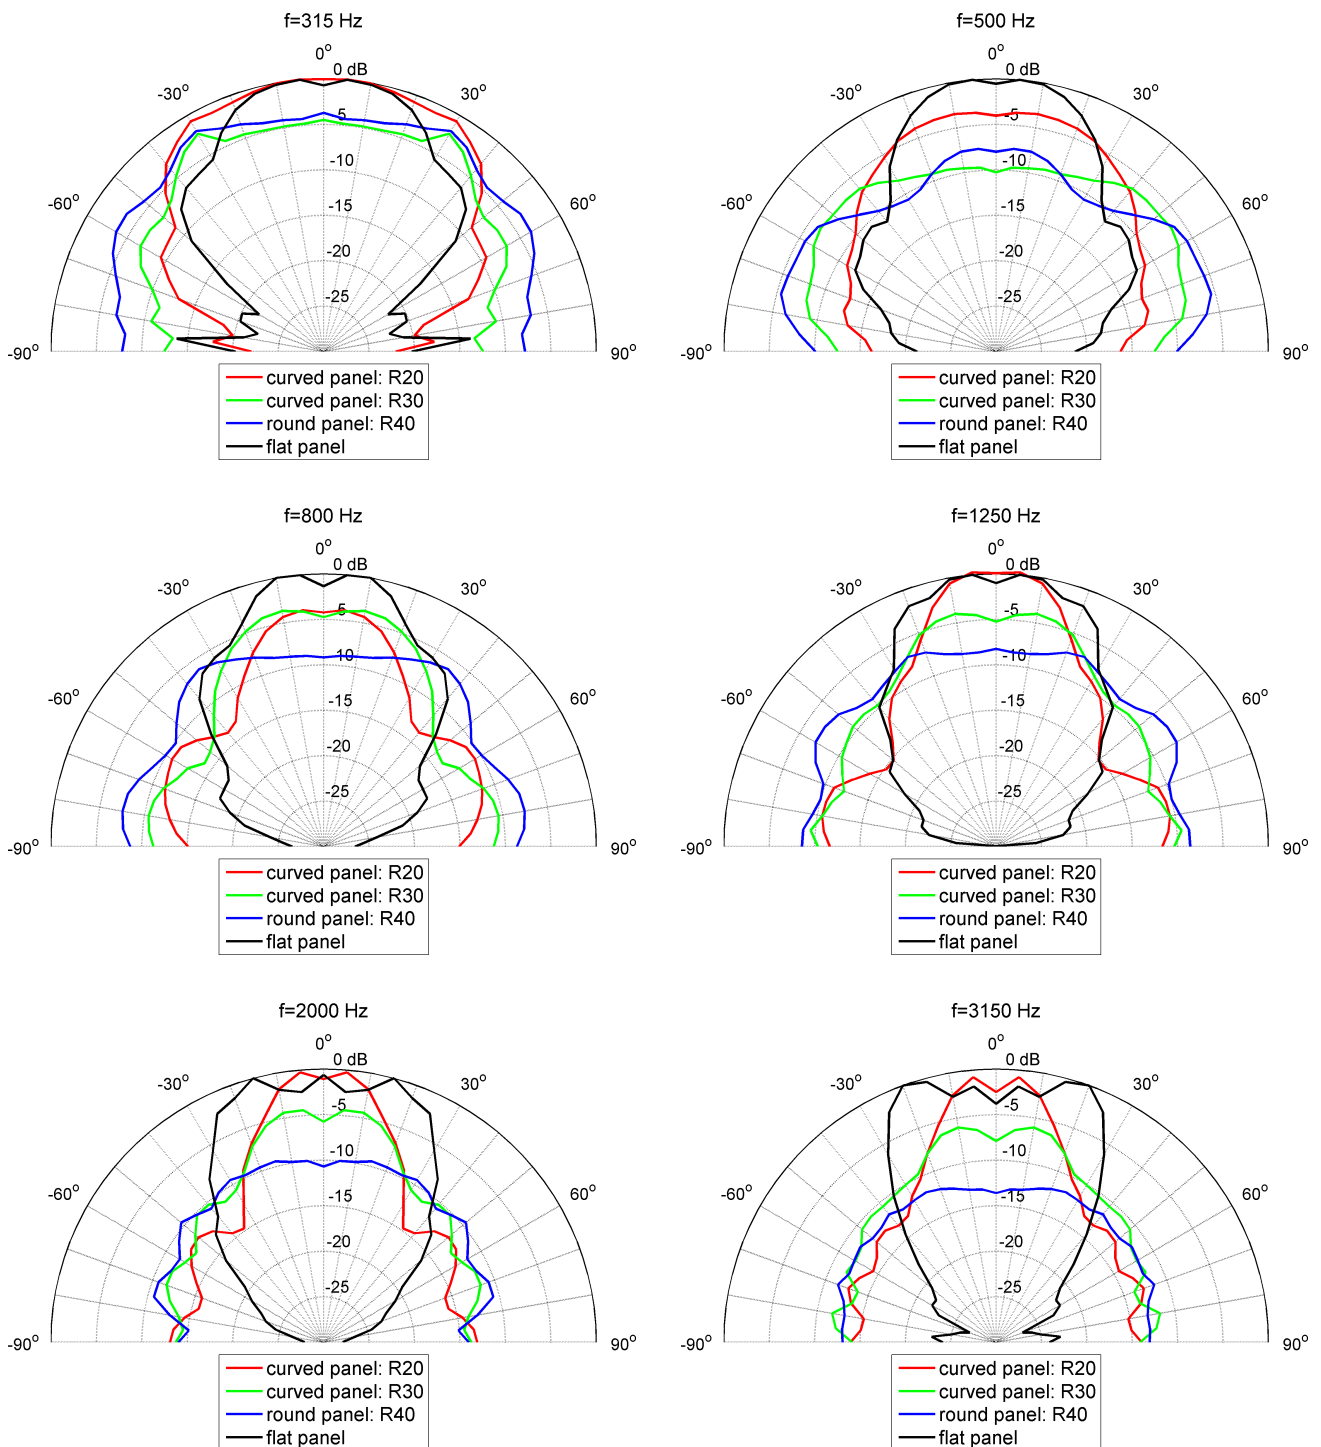 f=315 Hz
0°
0 dB
-30° 30°
-5
-10
-60° 60°
-15
-20
-25
-90° 90°
curved panel: R20
curved panel: R30
round panel: R40
flat panel
f=500 Hz
0°
0 dB
-30° 30°
-5
-10
-60° 60°
-15
-20
-25
-90° 90°
curved panel: R20
curved panel: R30
round panel: R40
flat panel
f=800 Hz
0°
0 dB
-30° 30°
-5
-10
-60° 60°
-15
-20
-25
-90° 90°
curved panel: R20
curved panel: R30
round panel: R40
flat panel
f=1250 Hz
0°
0 dB
-30° 30°
-5
-10
-60° 60°
-15
-20
-25
-90° 90°
curved panel: R20
curved panel: R30
round panel: R40
flat panel
f=2000 Hz
0°
0 dB
-30° 30°
-5
-10
-60° 60°
-15
-20
-25
-90° 90°
curved panel: R20
curved panel: R30
round panel: R40
flat panel
f=3150 Hz
0°
0 dB
-30° 30°
-5
-10
-60° 60°
-15
-20
-25
-90° 90°
curved panel: R20
curved panel: R30
round panel: R40
flat panel